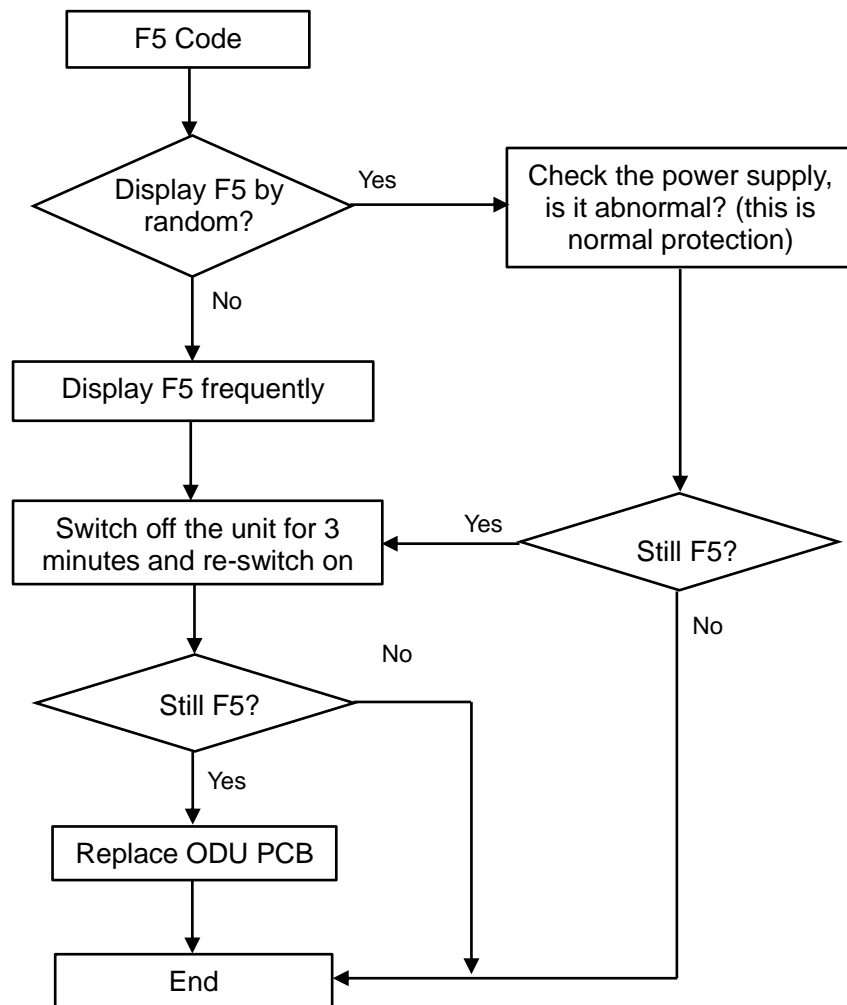 F5 Code
Display F5 by
random?
Yes
Check the power supply,
is it abnormal? (this is
normal protection)
No
Display F5 frequently
Switch off the unit for 3
minutes and re-switch on
Yes
Still F5?
No
No
Still F5?
Yes
Replace ODU PCB
End